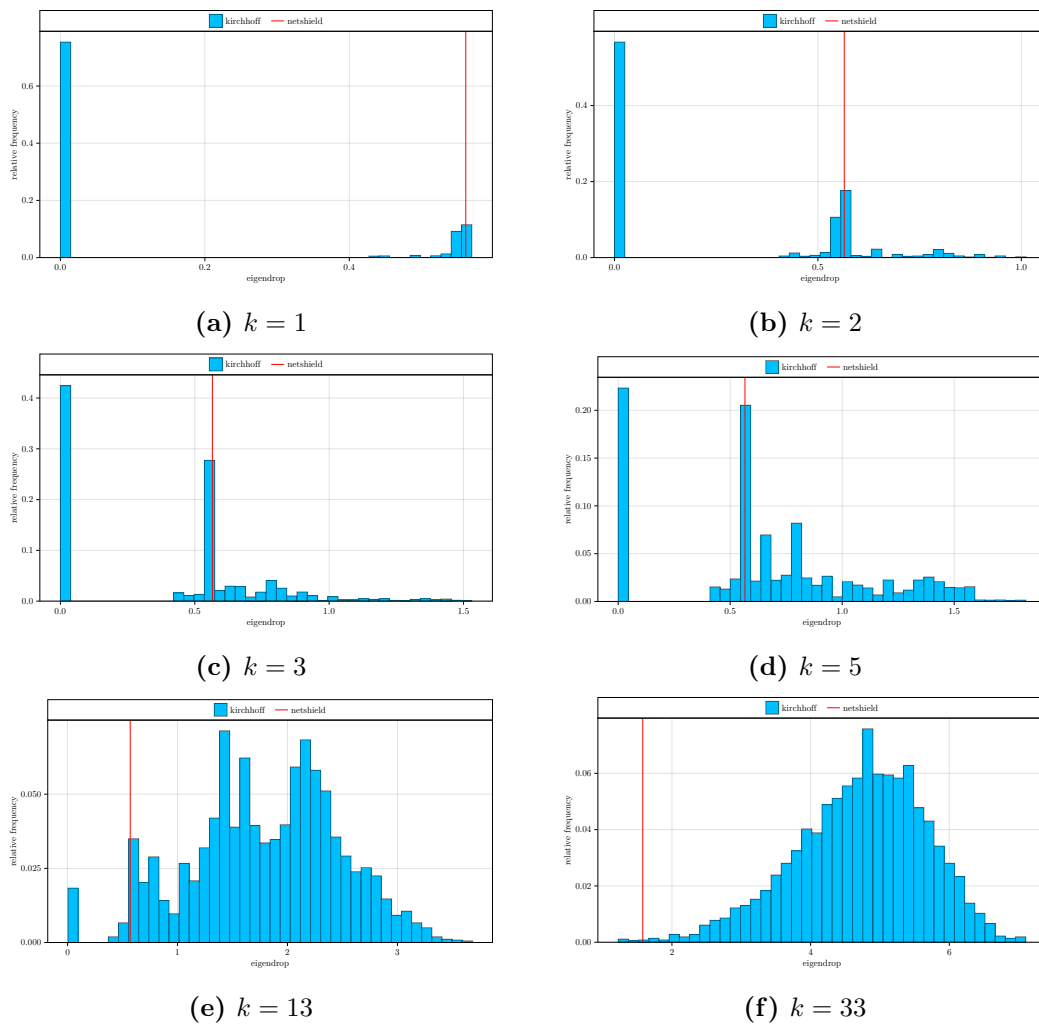 kirchhoff netshield
relative frequency
0.6
0.4
0.2
0.0
0.0 0.2 0.4
eigendrop
(a) k = 1
kirchhoff netshield
relative frequency
0.4
0.2
0.0
0.0 0.5 1.0
eigendrop
(b) k = 2
kirchhoff netshield
relative frequency
0.4
0.3
0.2
0.1
0.0
0.0 0.5 1.0 1.5
eigendrop
(c) k = 3
kirchhoff netshield
relative frequency
0.20
0.15
0.10
0.05
0.00
0.0 0.5 1.0 1.5
eigendrop
(d) k = 5
kirchhoff netshield
relative frequency
0.050
0.025
0.000
0 1 2 3
eigendrop
(e) k = 13
kirchhoff netshield
relative frequency
0.06
0.04
0.02
0.00
2 4 6
eigendrop
(f) k = 33